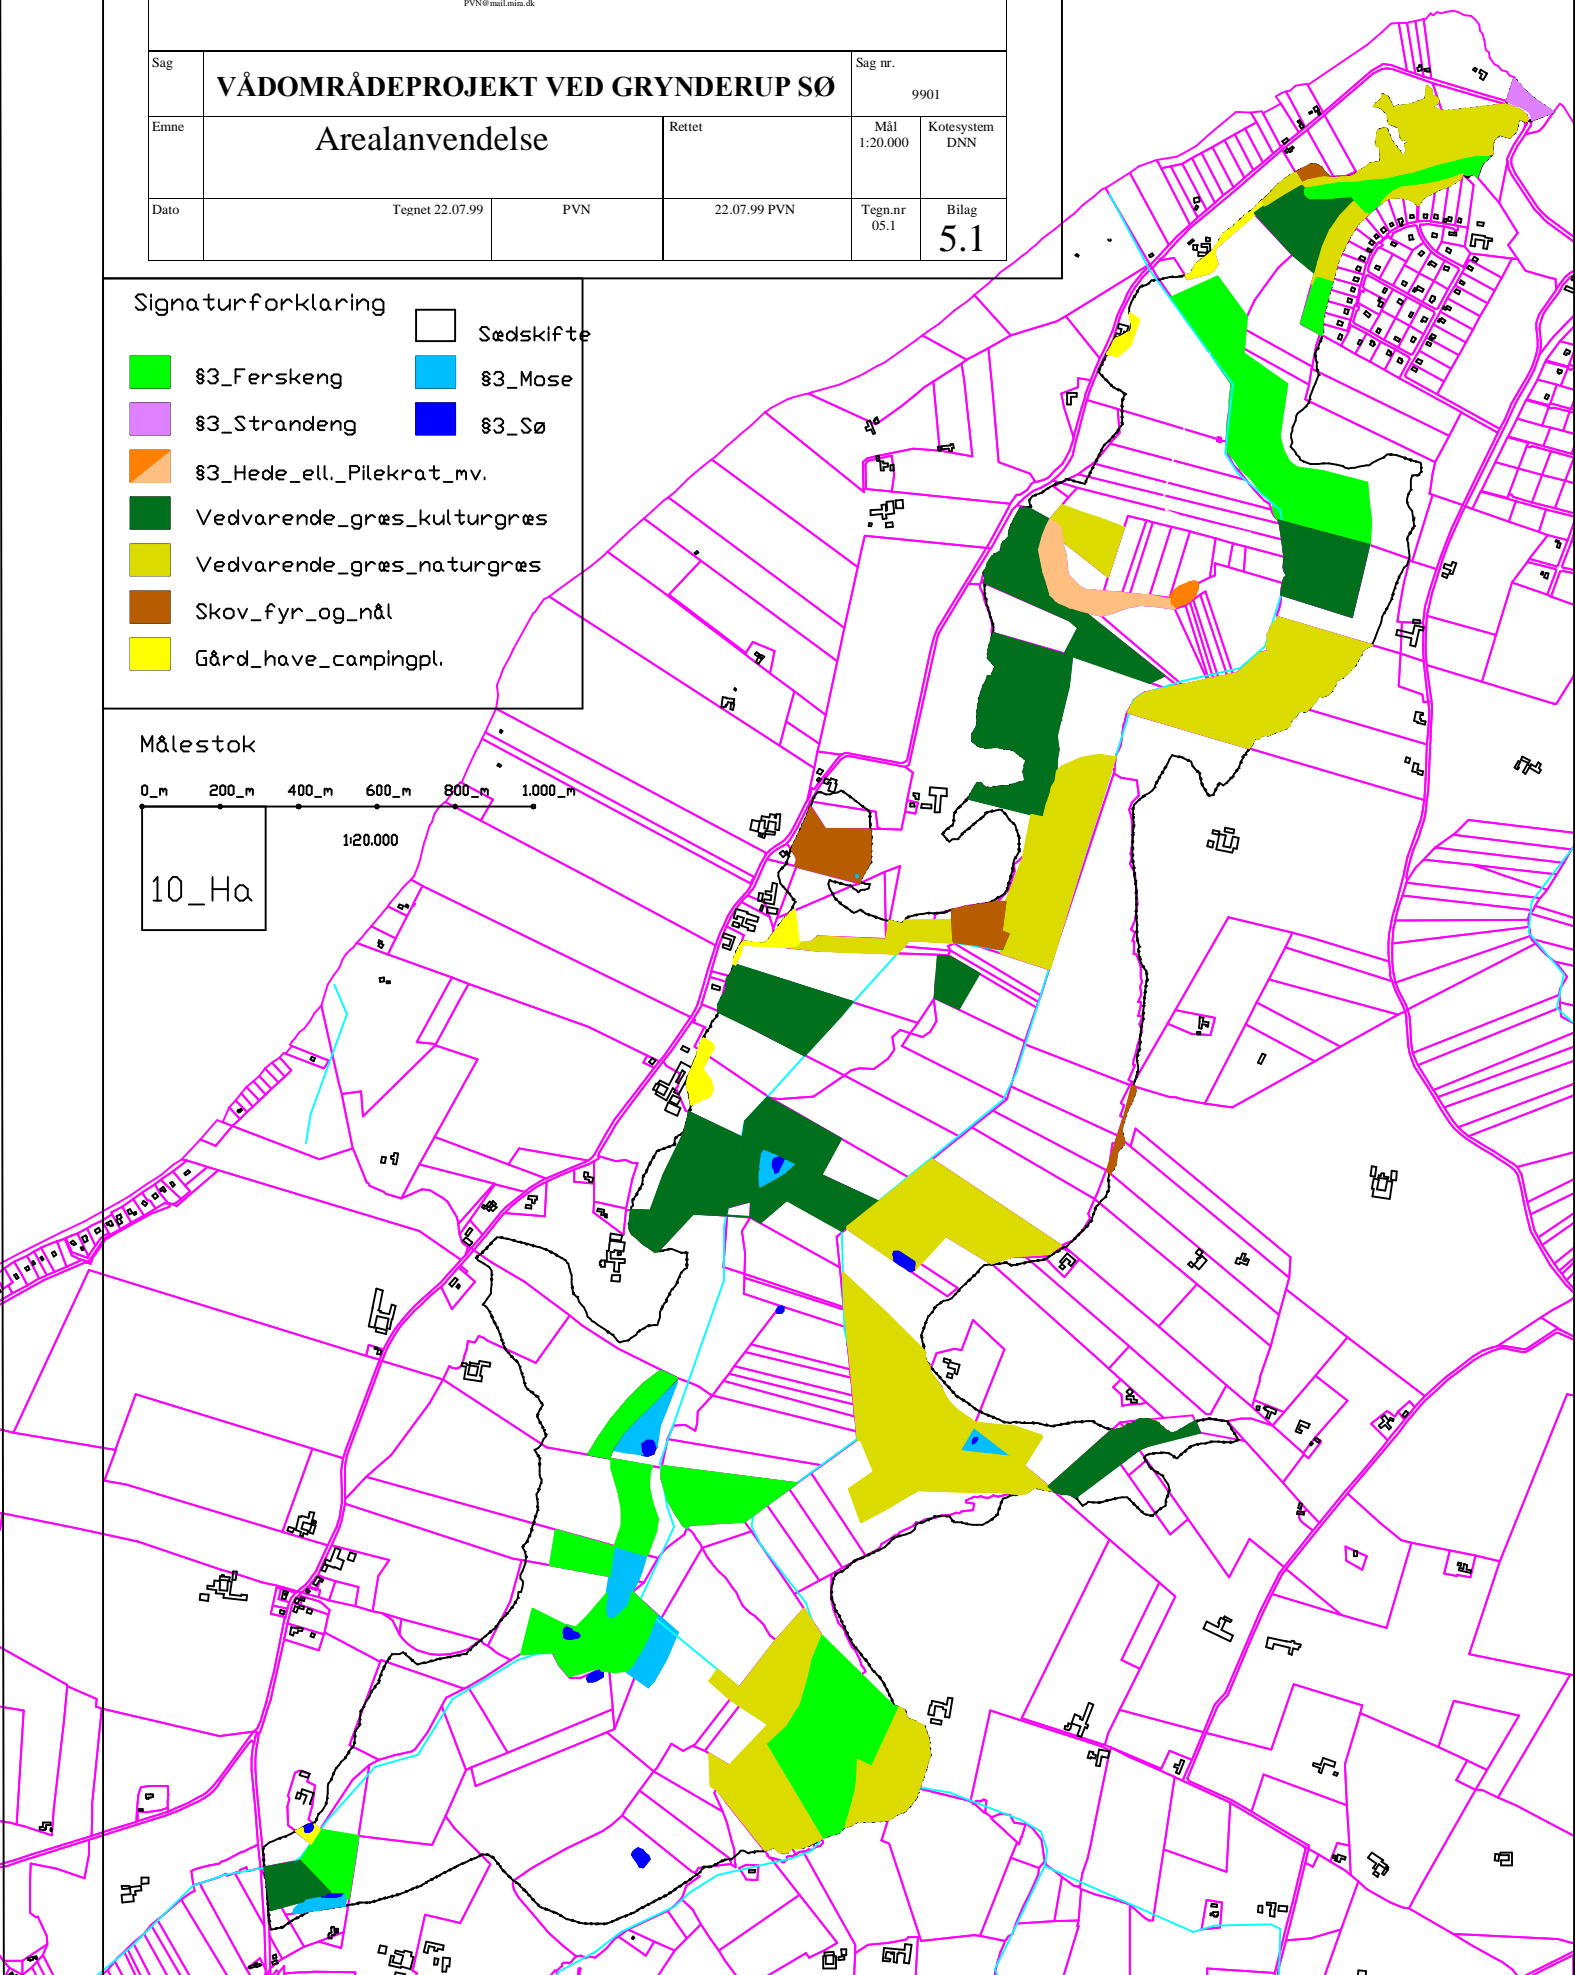 PVN@mail.mira.dk
Sag
VÅDOMRÅDEPROJEKT VED GRYNDERUP SØ
Sag nr.
9901
Emne
Arealanvendelse
Rettet
Mål
1:20.000
Kotesystem
DNN
Dato
Tegnet 22.07.99
PVN
22.07.99 PVN
Tegn.nr
05.1
Bilag
5.1
Signaturforklaring
Sædskifte
§3_Ferskeng
§3_Mose
§3_Strandeng
§3_Sø
§3_Hede_ell._Pilekrat_mv.
Vedvarende_græs_kulturgræs
Vedvarende_græs_naturgræs
Skov_fyr_og_nål
Gård_have_campingpl.
Målestok
0_m 200_m 400_m 600_m 800_m 1.000_m
1:20.000
10_Ha